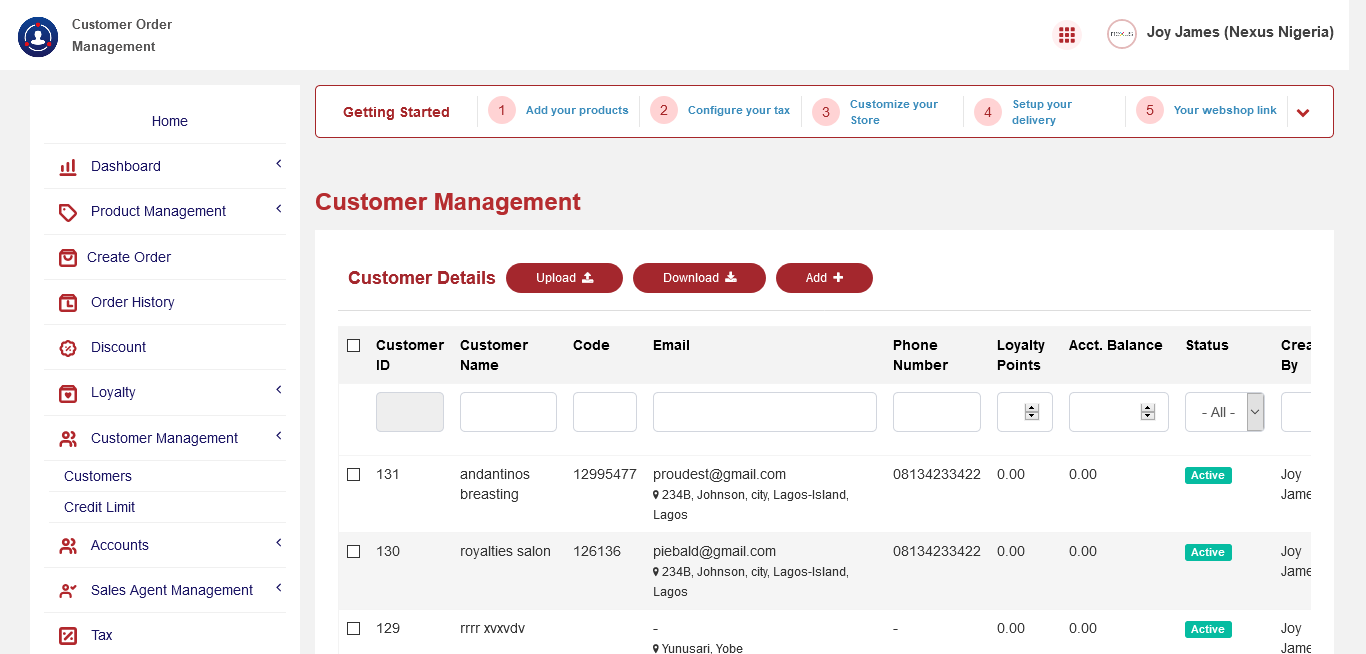 Customer Order
Management
nexus
Joy James (Nexus Nigeria)
Home
Dashboard
Product Management
Create Order
Order History
Discount
Loyalty
Customer Management
Customers
Credit Limit
Accounts
Sales Agent Management
Tax
Getting Started
1 Add your products
2 Configure your tax
3 Customize your
Store
4 Setup your
delivery
5 Your webshop link
Customer Management
Customer Details Upload Download Add
Customer Customer Code Email Phone Loyalty Acct. Balance Status Crea
ID Name Number Points By
- All -
131 andantinos 12995477 proudest@gmail.com 08134233422 0.00 0.00 Active Joy
breasting 234B, Johnson, city, Lagos-Island, Jame
Lagos
130 royalties salon 126136 piebald@gmail.com 08134233422 0.00 0.00 Active Joy
234B, Johnson, city, Lagos-Island, Jame
Lagos
129 rrrr xvxvdv - - 0.00 0.00 Active Joy
Yunusari, Yobe Jame